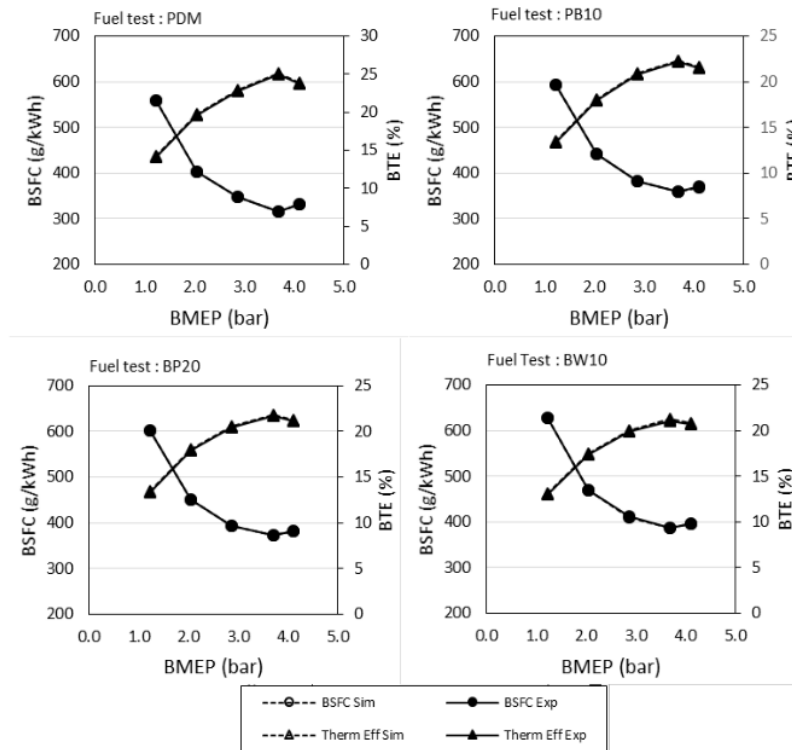 Fuel test : PDM
700
600
500
400
300
200
BSFC (g/kWh)
30
25
20
15
10
5
0
BTE (%)
0.0 1.0 2.0 3.0 4.0 5.0
BMEP (bar)
Fuel test : PB10
700
600
500
400
300
200
BSFC (g/kWh)
25
20
15
10
5
0
BTE (%)
0.0 1.0 2.0 3.0 4.0 5.0
BMEP (bar)
Fuel test : BP20
700
600
500
400
300
200
BSFC (g/kWh)
25
20
15
10
5
0
BTE (%)
0.0 1.0 2.0 3.0 4.0 5.0
BMEP (bar)
Fuel Test : BW10
700
600
500
400
300
200
BSFC (g/kWh)
25
20
15
10
5
0
BTE (%)
0.0 1.0 2.0 3.0 4.0 5.0
BMEP (bar)
BSFC Sim BSFC Exp
Therm Eff Sim Therm Eff Exp